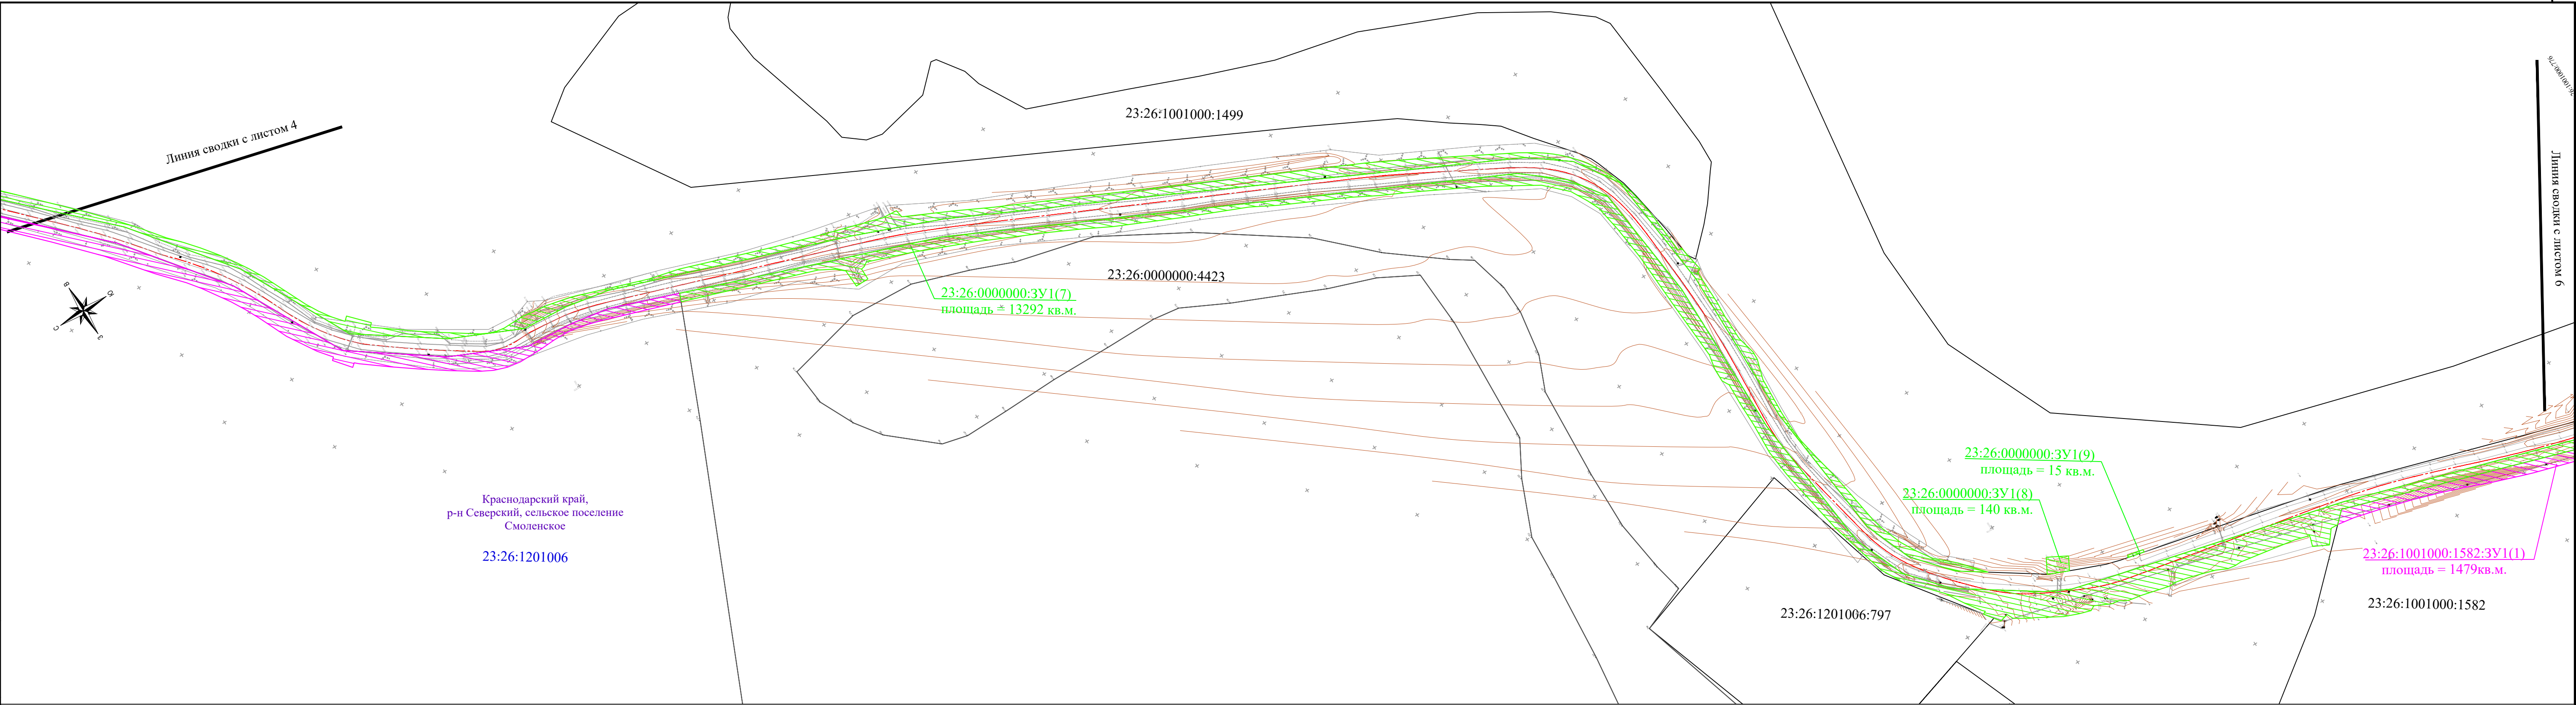 Линия сводки с листом 4
23:26:1001000:1499
23:26:0000000:4423
23:26:0000000:ЗУ1(7)
площадь = 13292 кв.м.
Линия сводки с листом 6
В
Ю
С
З
Краснодарский край,
р-н Северский, сельское поселение
Смоленское
23:26:1201006
23:26:0000000:ЗУ1(9)
площадь = 15 кв.м.
23:26:0000000:ЗУ1(8)
площадь = 140 кв.м.
23:26:1001000:1582:ЗУ1(1)
площадь = 1479кв.м.
23:26:1201006:797
23:26:1001000:1582